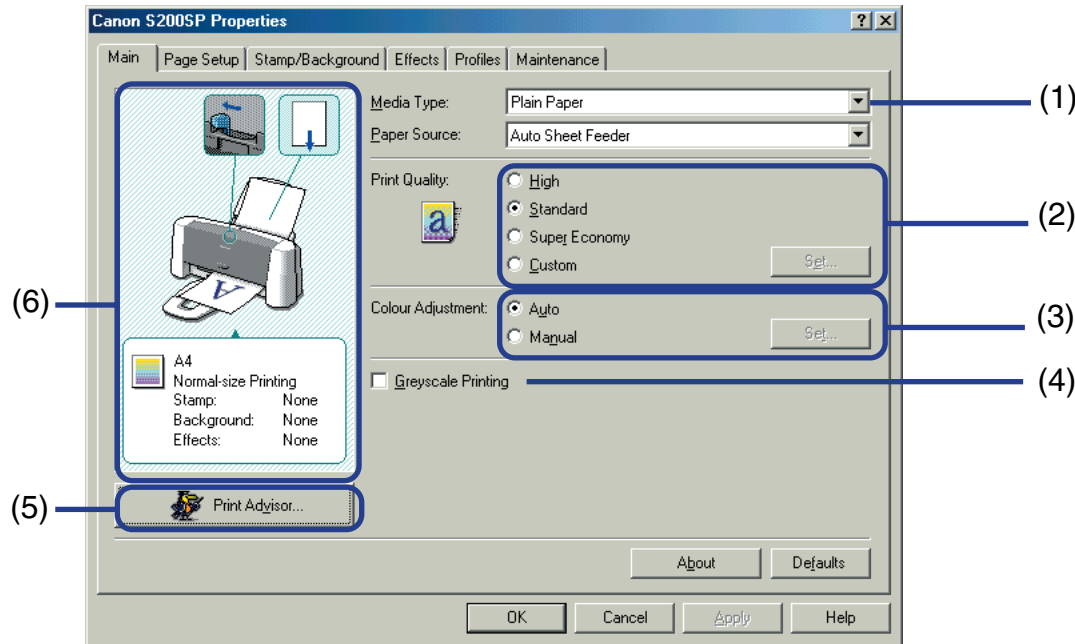 Canon S200SP Properties
Main Page Setup Stamp/Background Effects Profiles Maintenance
Media Type: Plain Paper (1)
Paper Source: Auto Sheet Feeder
Print Quality: High
a Standard (2)
Super Economy
Custom Set...
(6) A
Colour Adjustment: Auto (3)
Manual Set...
A4
Normal-size Printing
Stamp: None
Background: None
Effects: None
Greyscale Printing (4)
(5) Print Advisor...
About Defaults
OK Cancel Apply Help